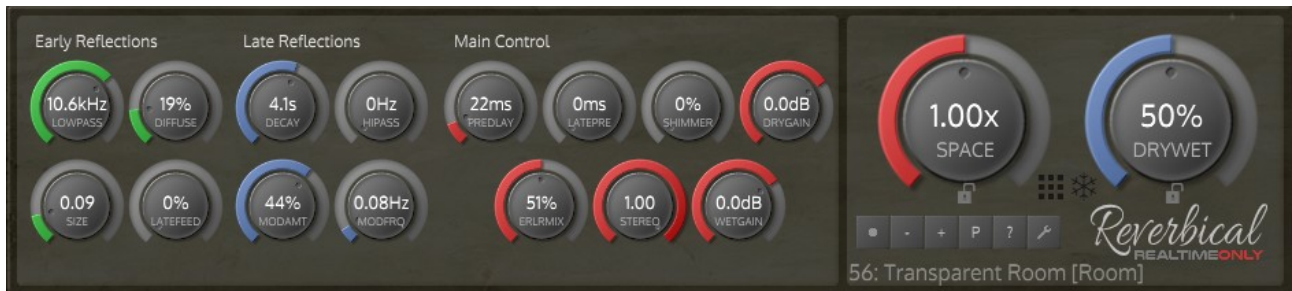 Early Reflections
Late Reflections
Main Control
10.6kHz
LOWPASS
19%
DIFFUSE
4.1s
DECAY
0Hz
HIPASS
22ms
PREDLAY
0ms
LATEPRE
0%
SHIMMER
0.0dB
DRYGAIN
0.09
SIZE
0%
LATEFEED
44%
MODAMT
0.08Hz
MODFRQ
51%
ERLRMIX
1.00
STEREO
0.0dB
WETGAIN
1.00x
SPACE
50%
DRYWET
- + P ?
Reverbical
REALTIMEONLY
56: Transparent Room [Room]